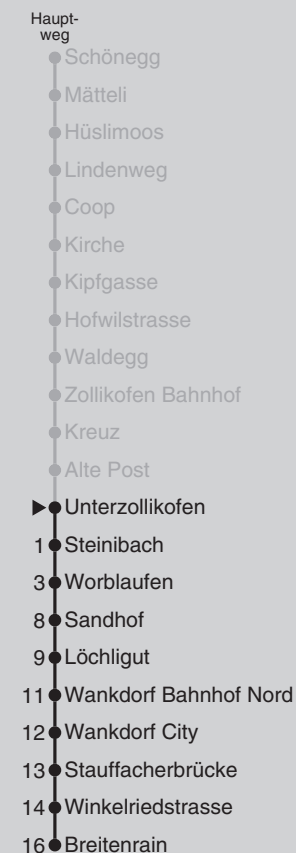 Haupt-
weg
Schönegg
Mätteli
Hüslimoos
Lindenweg
Coop
Kirche
Kipfgasse
Hofwilstrasse
Waldegg
Zollikofen Bahnhof
Kreuz
Alte Post
Unterzollikofen
1 Steinibach
3 Worblaufen
8 Sandhof
9 Löchligut
11 Wankdorf Bahnhof Nord
12 Wankdorf City
13 Stauffacherbrücke
14 Winkelriedstrasse
16 Breitenrain